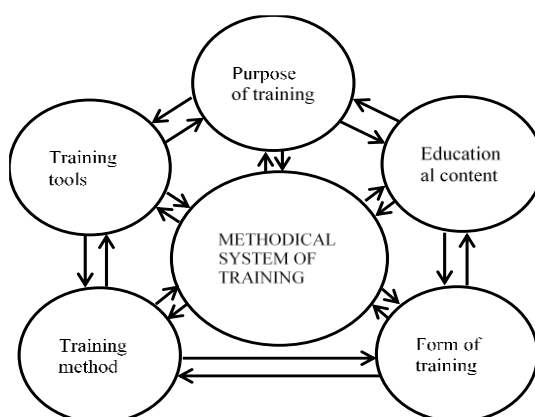 Purpose
of training
Training
tools
Education
al content
METHODICAL
SYSTEM OF
TRAINING
Training
method
Form of
training